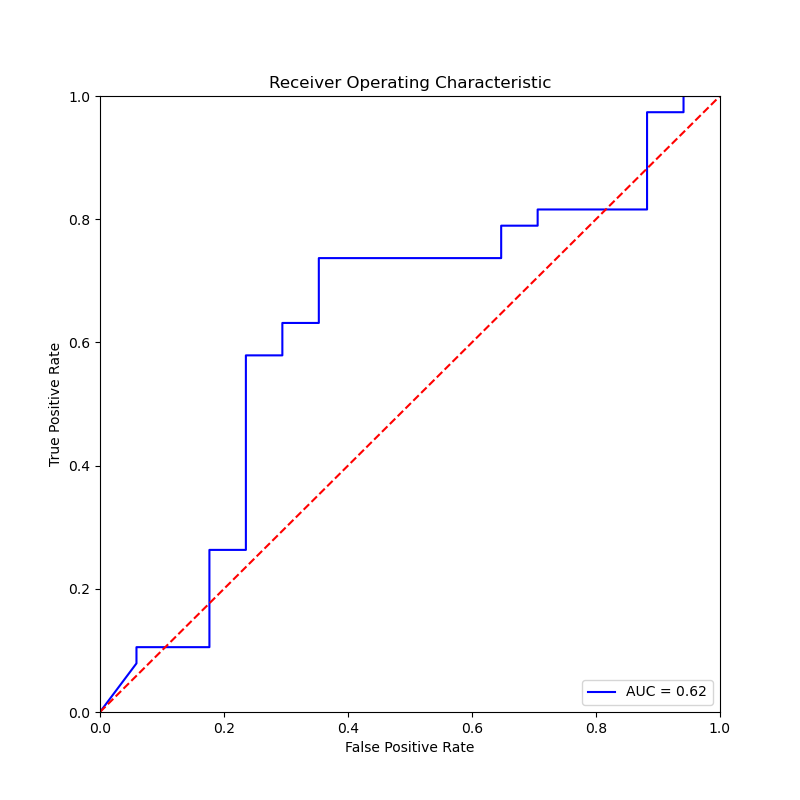 Receiver Operating Characteristic
1.0
0.8
0.6
0.4
0.2
0.0
True Positive Rate
AUC = 0.62
0.0 0.2 0.4 0.6 0.8 1.0
False Positive Rate